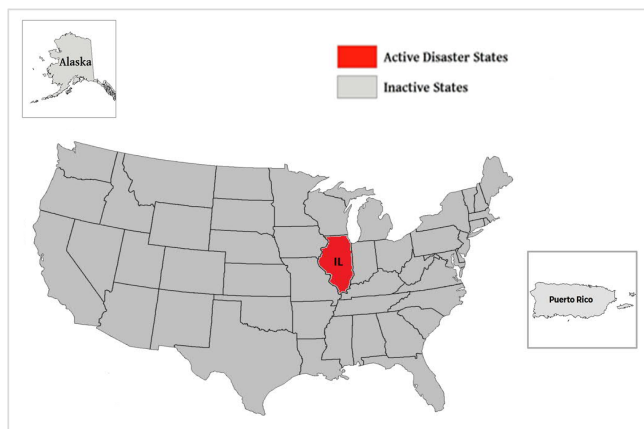 Alaska
Active Disaster States
Inactive States
IL
Puerto Rico